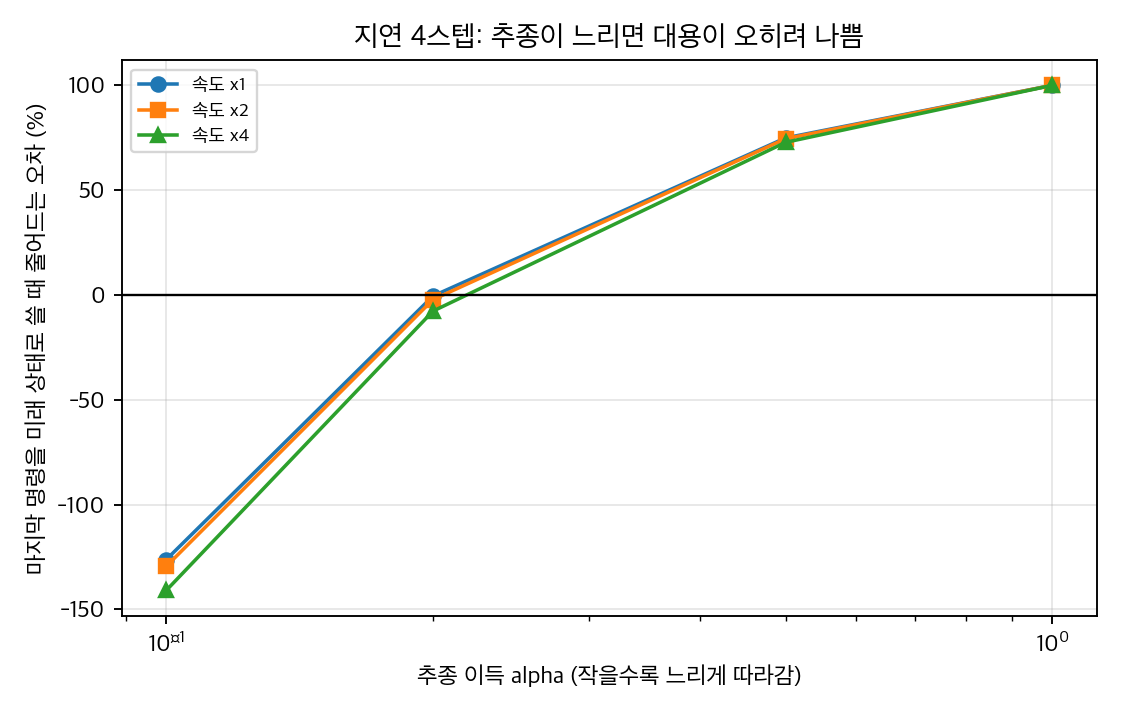 지연 4스텝: 추종이 느리면 대용이 오히려 나쁨
마지막 명령을 미래 상태로 쓸 때 줄어드는 오차 (%)
100
50
0
-50
-100
-150
속도 x1
속도 x2
속도 x4
10¤¹
10⁰
추종 이득 alpha (작을수록 느리게 따라감)